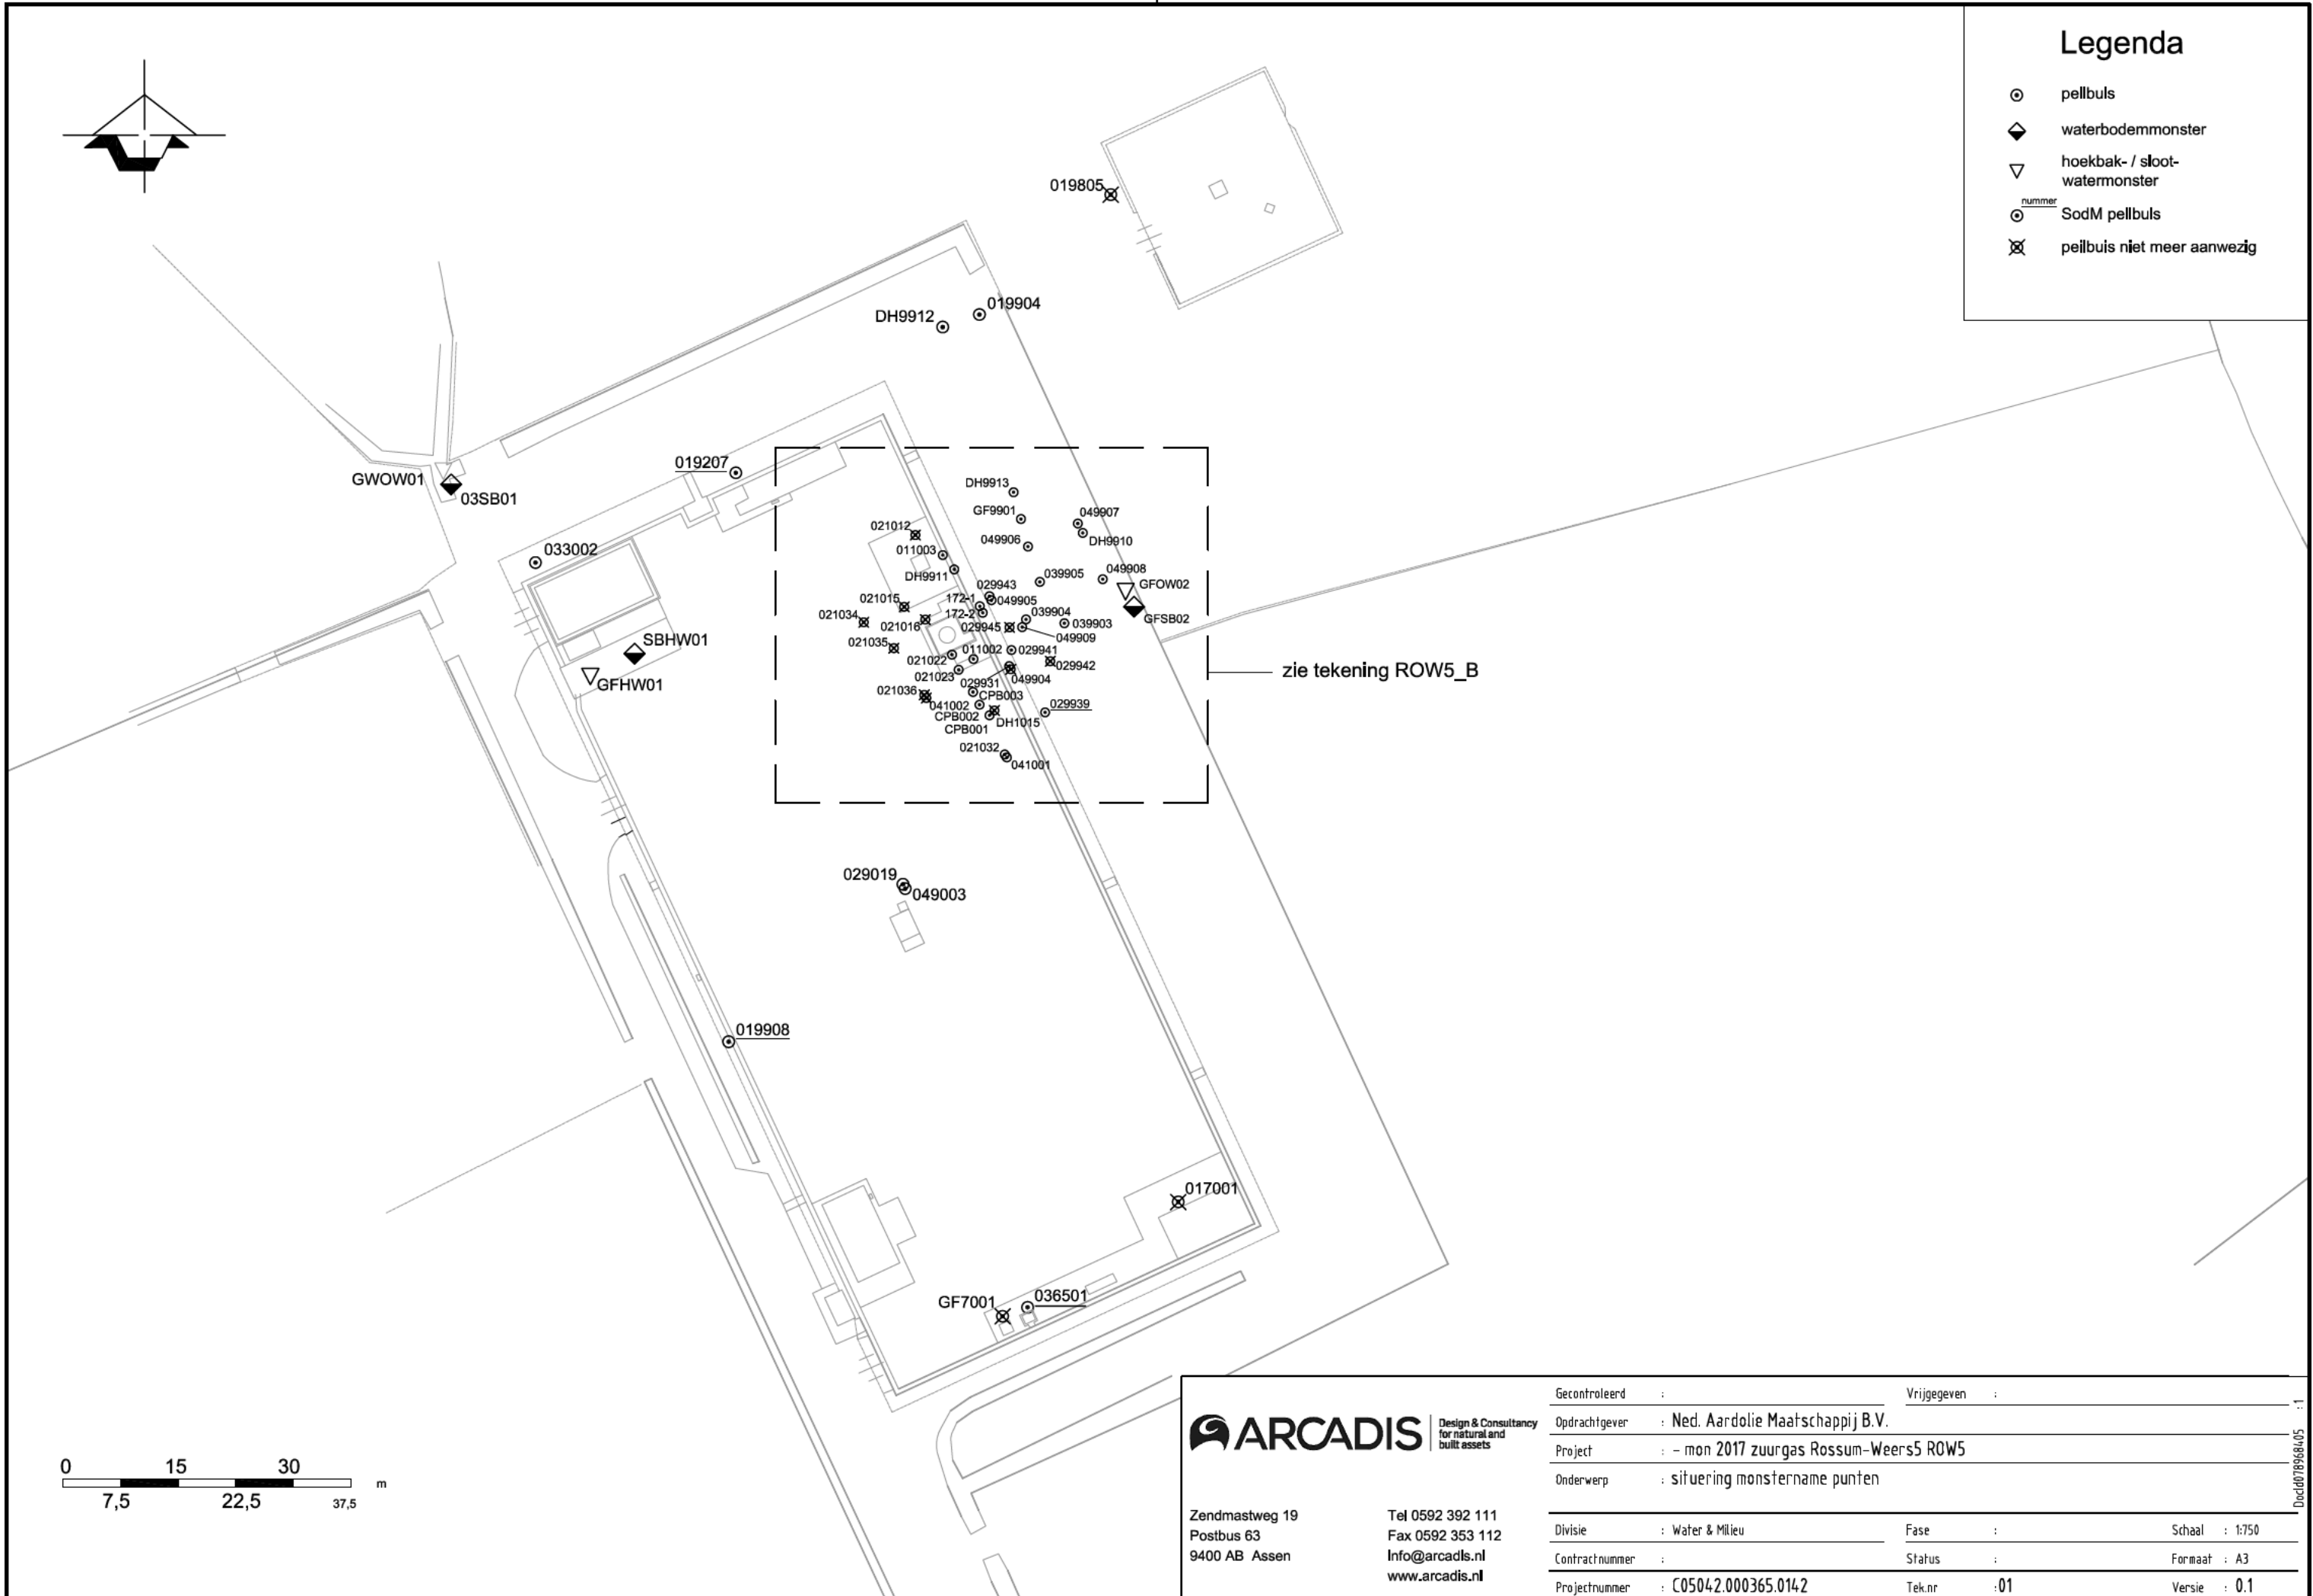 Legenda
pellbuls
waterbodemmonster
hoekbak- / sloot-
watermonster
nummer
SodM pellbuls
peilbuis niet meer aanwezig
019805
019904
DH9912
019207
GWOW01
03SB01
033002
SBHW01
GFHW01
DH9913
GF9901
049907
DH9910
049906
021012
011003
DH9911
039905
049908
GFOW02
GFSB02
029943
172-1
049905
172-2
021015
021034
021016
029945
039904
039903
049909
021035
021022
011002
029941
029942
021023
029931
049904
021036
CPB003
041002
CPB002
CPB001
DH1015
029939
021032
041001
zie tekening ROW5_B
029019
049003
019908
017001
GF7001
036501
0 15 30
m
7,5 22,5 37,5
ARCADIS
Design & Consultancy
for natural and
built assets
Zendmastweg 19
Postbus 63
9400 AB Assen
Tel 0592 392 111
Fax 0592 353 112
Info@arcadis.nl
www.arcadis.nl
Gecontroleerd : Vrijgegeven :
Opdrachtgever : Ned. Aardolie Maatschappij B.V.
Project : - mon 2017 zuurgas Rossum-Weers5 ROW5
Onderwerp : situering monstername punten
Divisie : Water & Milieu Fase : Schaal : 1:750
Contractnummer : Status : Formaat : A3
Projectnummer : C05042.000365.0142 Tek.nr :01 Versie : 0.1
DocId078968405 :1